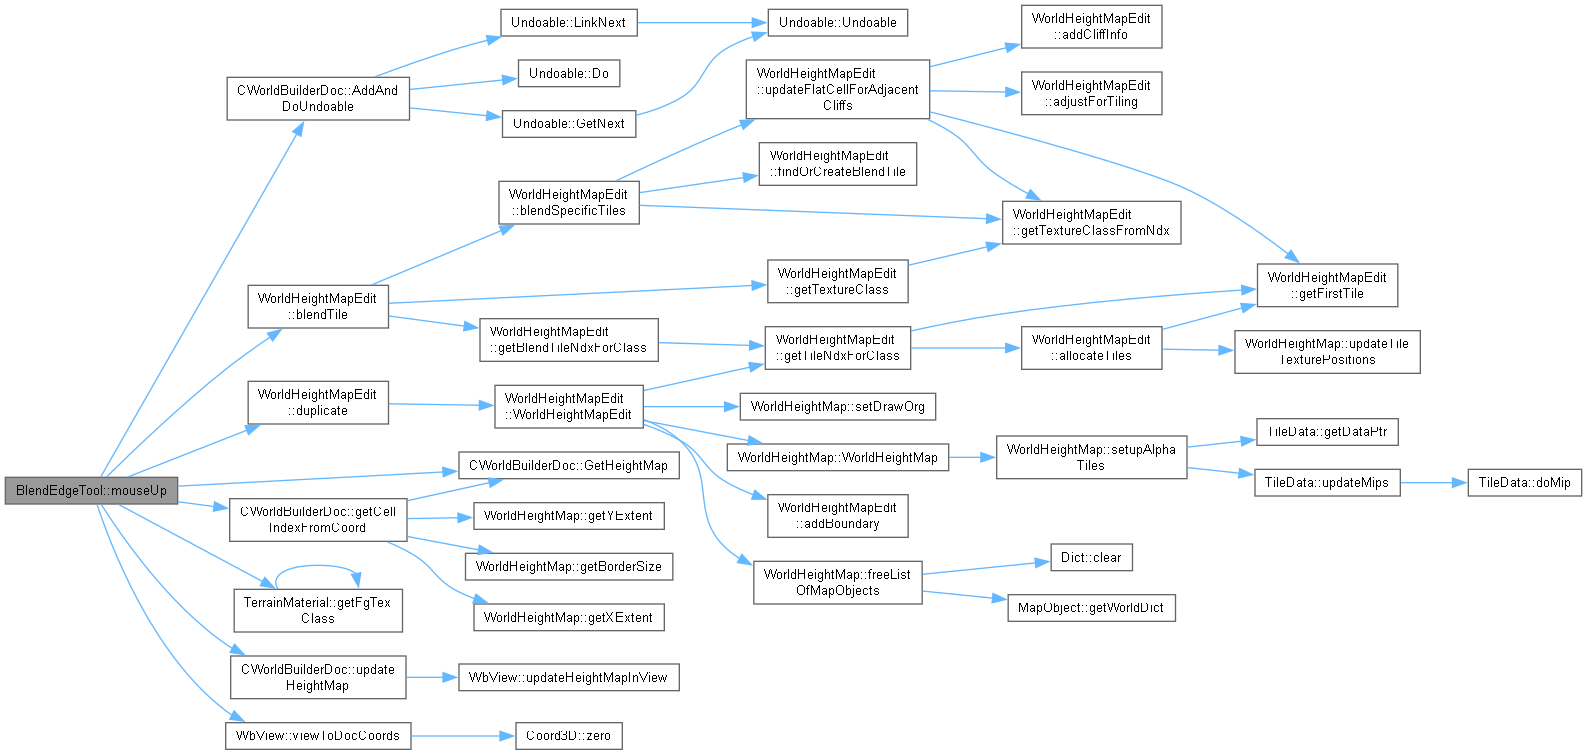 BlendEdgeTool::mouseUp
CWorldBuilderDoc::AddAnd
DoUndoable
Undoable::LinkNext
Undoable::Undoable
Undoable::Do
Undoable::GetNext
WorldHeightMapEdit
::blendTile
WorldHeightMapEdit
::blendSpecificTiles
WorldHeightMapEdit
::updateFlatCellForAdjacent
Cliffs
WorldHeightMapEdit
::addCliffInfo
WorldHeightMapEdit
::adjustForTiling
WorldHeightMapEdit
::findOrCreateBlendTile
WorldHeightMapEdit
::getTextureClassFromNdx
WorldHeightMapEdit
::getFirstTile
WorldHeightMapEdit
::getTextureClass
WorldHeightMapEdit
::getBlendTileNdxForClass
WorldHeightMapEdit
::getTileNdxForClass
WorldHeightMapEdit
::allocateTiles
WorldHeightMap::updateTile
TexturePositions
WorldHeightMapEdit
::duplicate
WorldHeightMapEdit
::WorldHeightMapEdit
WorldHeightMap::setDrawOrg
WorldHeightMap::WorldHeightMap
WorldHeightMap::setupAlpha
Tiles
TileData::getDataPtr
TileData::updateMips
TileData::doMip
WorldHeightMapEdit
::addBoundary
WorldHeightMap::freeList
OfMapObjects
Dict::clear
MapObject::getWorldDict
CWorldBuilderDoc::GetHeightMap
CWorldBuilderDoc::getCell
IndexFromCoord
WorldHeightMap::getYExtent
WorldHeightMap::getBorderSize
WorldHeightMap::getXExtent
TerrainMaterial::getFgTex
Class
CWorldBuilderDoc::update
HeightMap
WbView::updateHeightMapInView
WbView::viewToDocCoords
Coord3D::zero